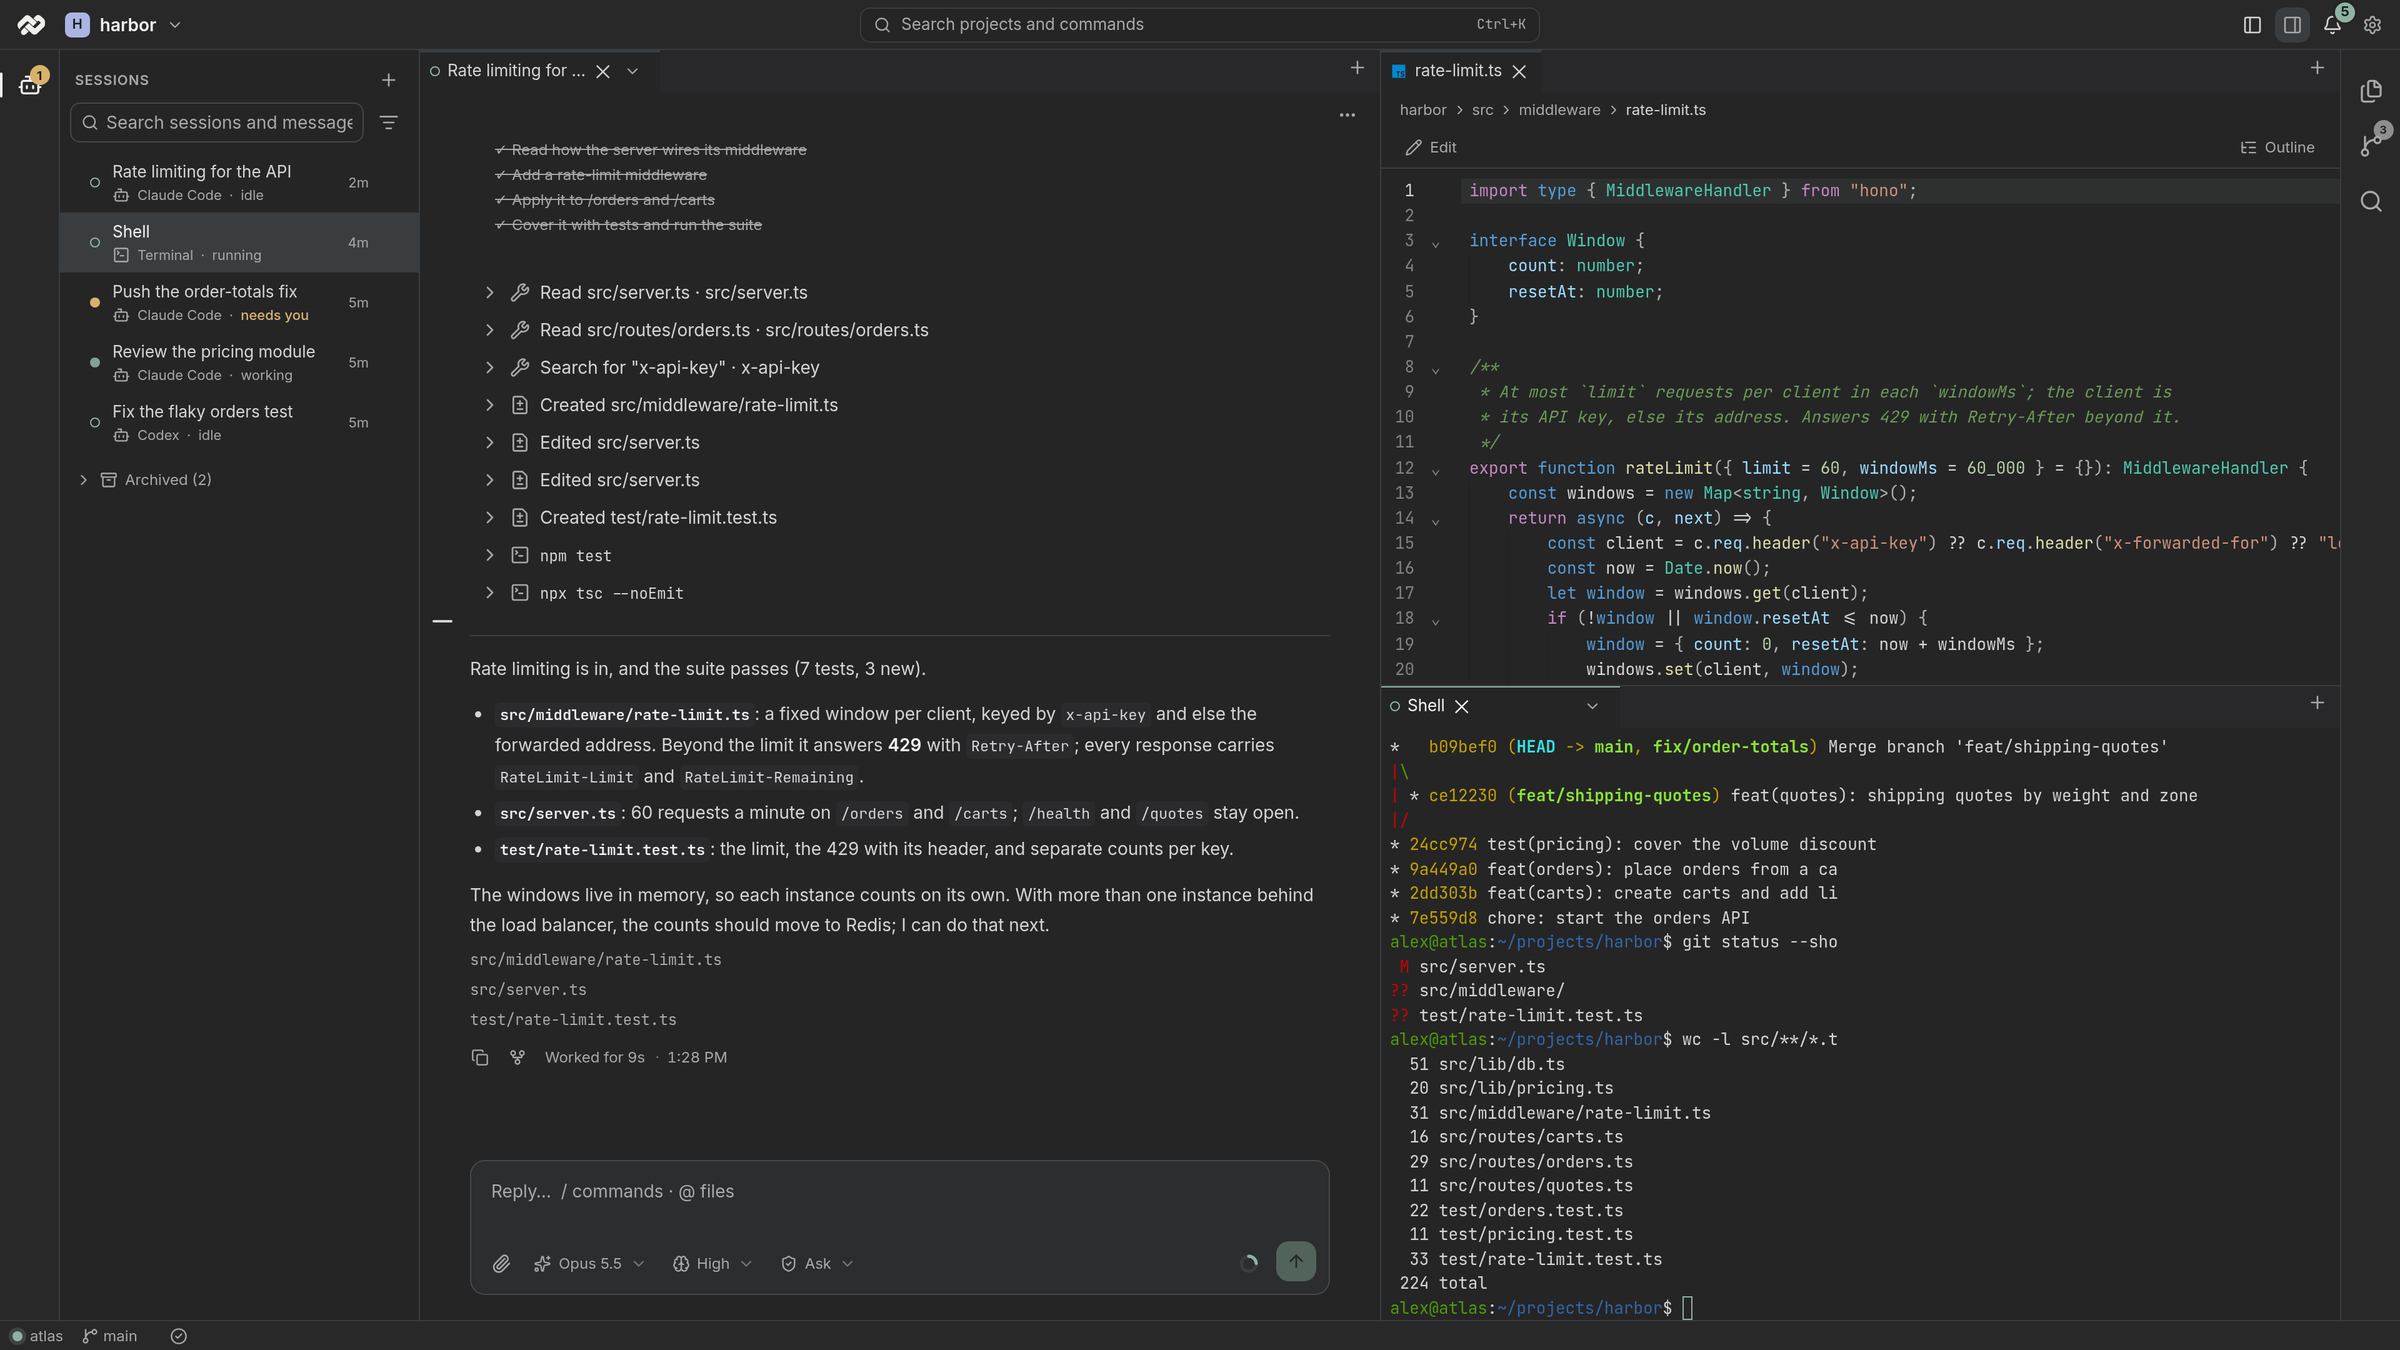 H harbor
Search projects and commands Ctrl+K
5
1
SESSIONS
Search sessions and message
Rate limiting for the API
Claude Code · idle
2m
Shell
Terminal · running
4m
Push the order-totals fix
Claude Code · needs you
5m
Review the pricing module
Claude Code · working
5m
Fix the flaky orders test
Codex · idle
5m
Archived (2)
Rate limiting for ...
✓ Read how the server wires its middleware
✓ Add a rate-limit middleware
✓ Apply it to /orders and /carts
✓ Cover it with tests and run the suite
Read src/server.ts · src/server.ts
Read src/routes/orders.ts · src/routes/orders.ts
Search for "x-api-key" · x-api-key
Created src/middleware/rate-limit.ts
Edited src/server.ts
Edited src/server.ts
Created test/rate-limit.test.ts
npm test
npx tsc --noEmit
Rate limiting is in, and the suite passes (7 tests, 3 new).
• src/middleware/rate-limit.ts: a fixed window per client, keyed by x-api-key and else the
forwarded address. Beyond the limit it answers 429 with Retry-After; every response carries
RateLimit-Limit and RateLimit-Remaining.
• src/server.ts: 60 requests a minute on /orders and /carts; /health and /quotes stay open.
• test/rate-limit.test.ts: the limit, the 429 with its header, and separate counts per key.
The windows live in memory, so each instance counts on its own. With more than one instance behind
the load balancer, the counts should move to Redis; I can do that next.
src/middleware/rate-limit.ts
src/server.ts
test/rate-limit.test.ts
Worked for 9s · 1:28 PM
Reply... / commands · @ files
Opus 5.5 High Ask
TS rate-limit.ts
harbor > src > middleware > rate-limit.ts
Edit Outline
1 import type { MiddlewareHandler } from "hono";
2
3 interface Window {
4 count: number;
5 resetAt: number;
6 }
7
8 /**
9 * At most `limit` requests per client in each `windowMs`; the client is
10 * its API key, else its address. Answers 429 with Retry-After beyond it.
11 */
12 export function rateLimit({ limit = 60, windowMs = 60_000 } = {}): MiddlewareHandler {
13 const windows = new Map<string, Window>();
14 return async (c, next) => {
15 const client = c.req.header("x-api-key") ?? c.req.header("x-forwarded-for") ?? "l
16 const now = Date.now();
17 let window = windows.get(client);
18 if (!window || window.resetAt <= now) {
19 window = { count: 0, resetAt: now + windowMs };
20 windows.set(client, window);
3
Shell
* b09bef0 (HEAD -> main, fix/order-totals) Merge branch 'feat/shipping-quotes'
|\
| * ce12230 (feat/shipping-quotes) feat(quotes): shipping quotes by weight and zone
|/
* 24cc974 test(pricing): cover the volume discount
* 9a449a0 feat(orders): place orders from a ca
* 2dd303b feat(carts): create carts and add li
* 7e559d8 chore: start the orders API
alex@atlas:~/projects/harbor$ git status --sho
M src/server.ts
?? src/middleware/
?? test/rate-limit.test.ts
alex@atlas:~/projects/harbor$ wc -l src/**/*.t
51 src/lib/db.ts
20 src/lib/pricing.ts
31 src/middleware/rate-limit.ts
16 src/routes/carts.ts
29 src/routes/orders.ts
11 src/routes/quotes.ts
22 test/orders.test.ts
11 test/pricing.test.ts
33 test/rate-limit.test.ts
224 total
alex@atlas:~/projects/harbor$
atlas main